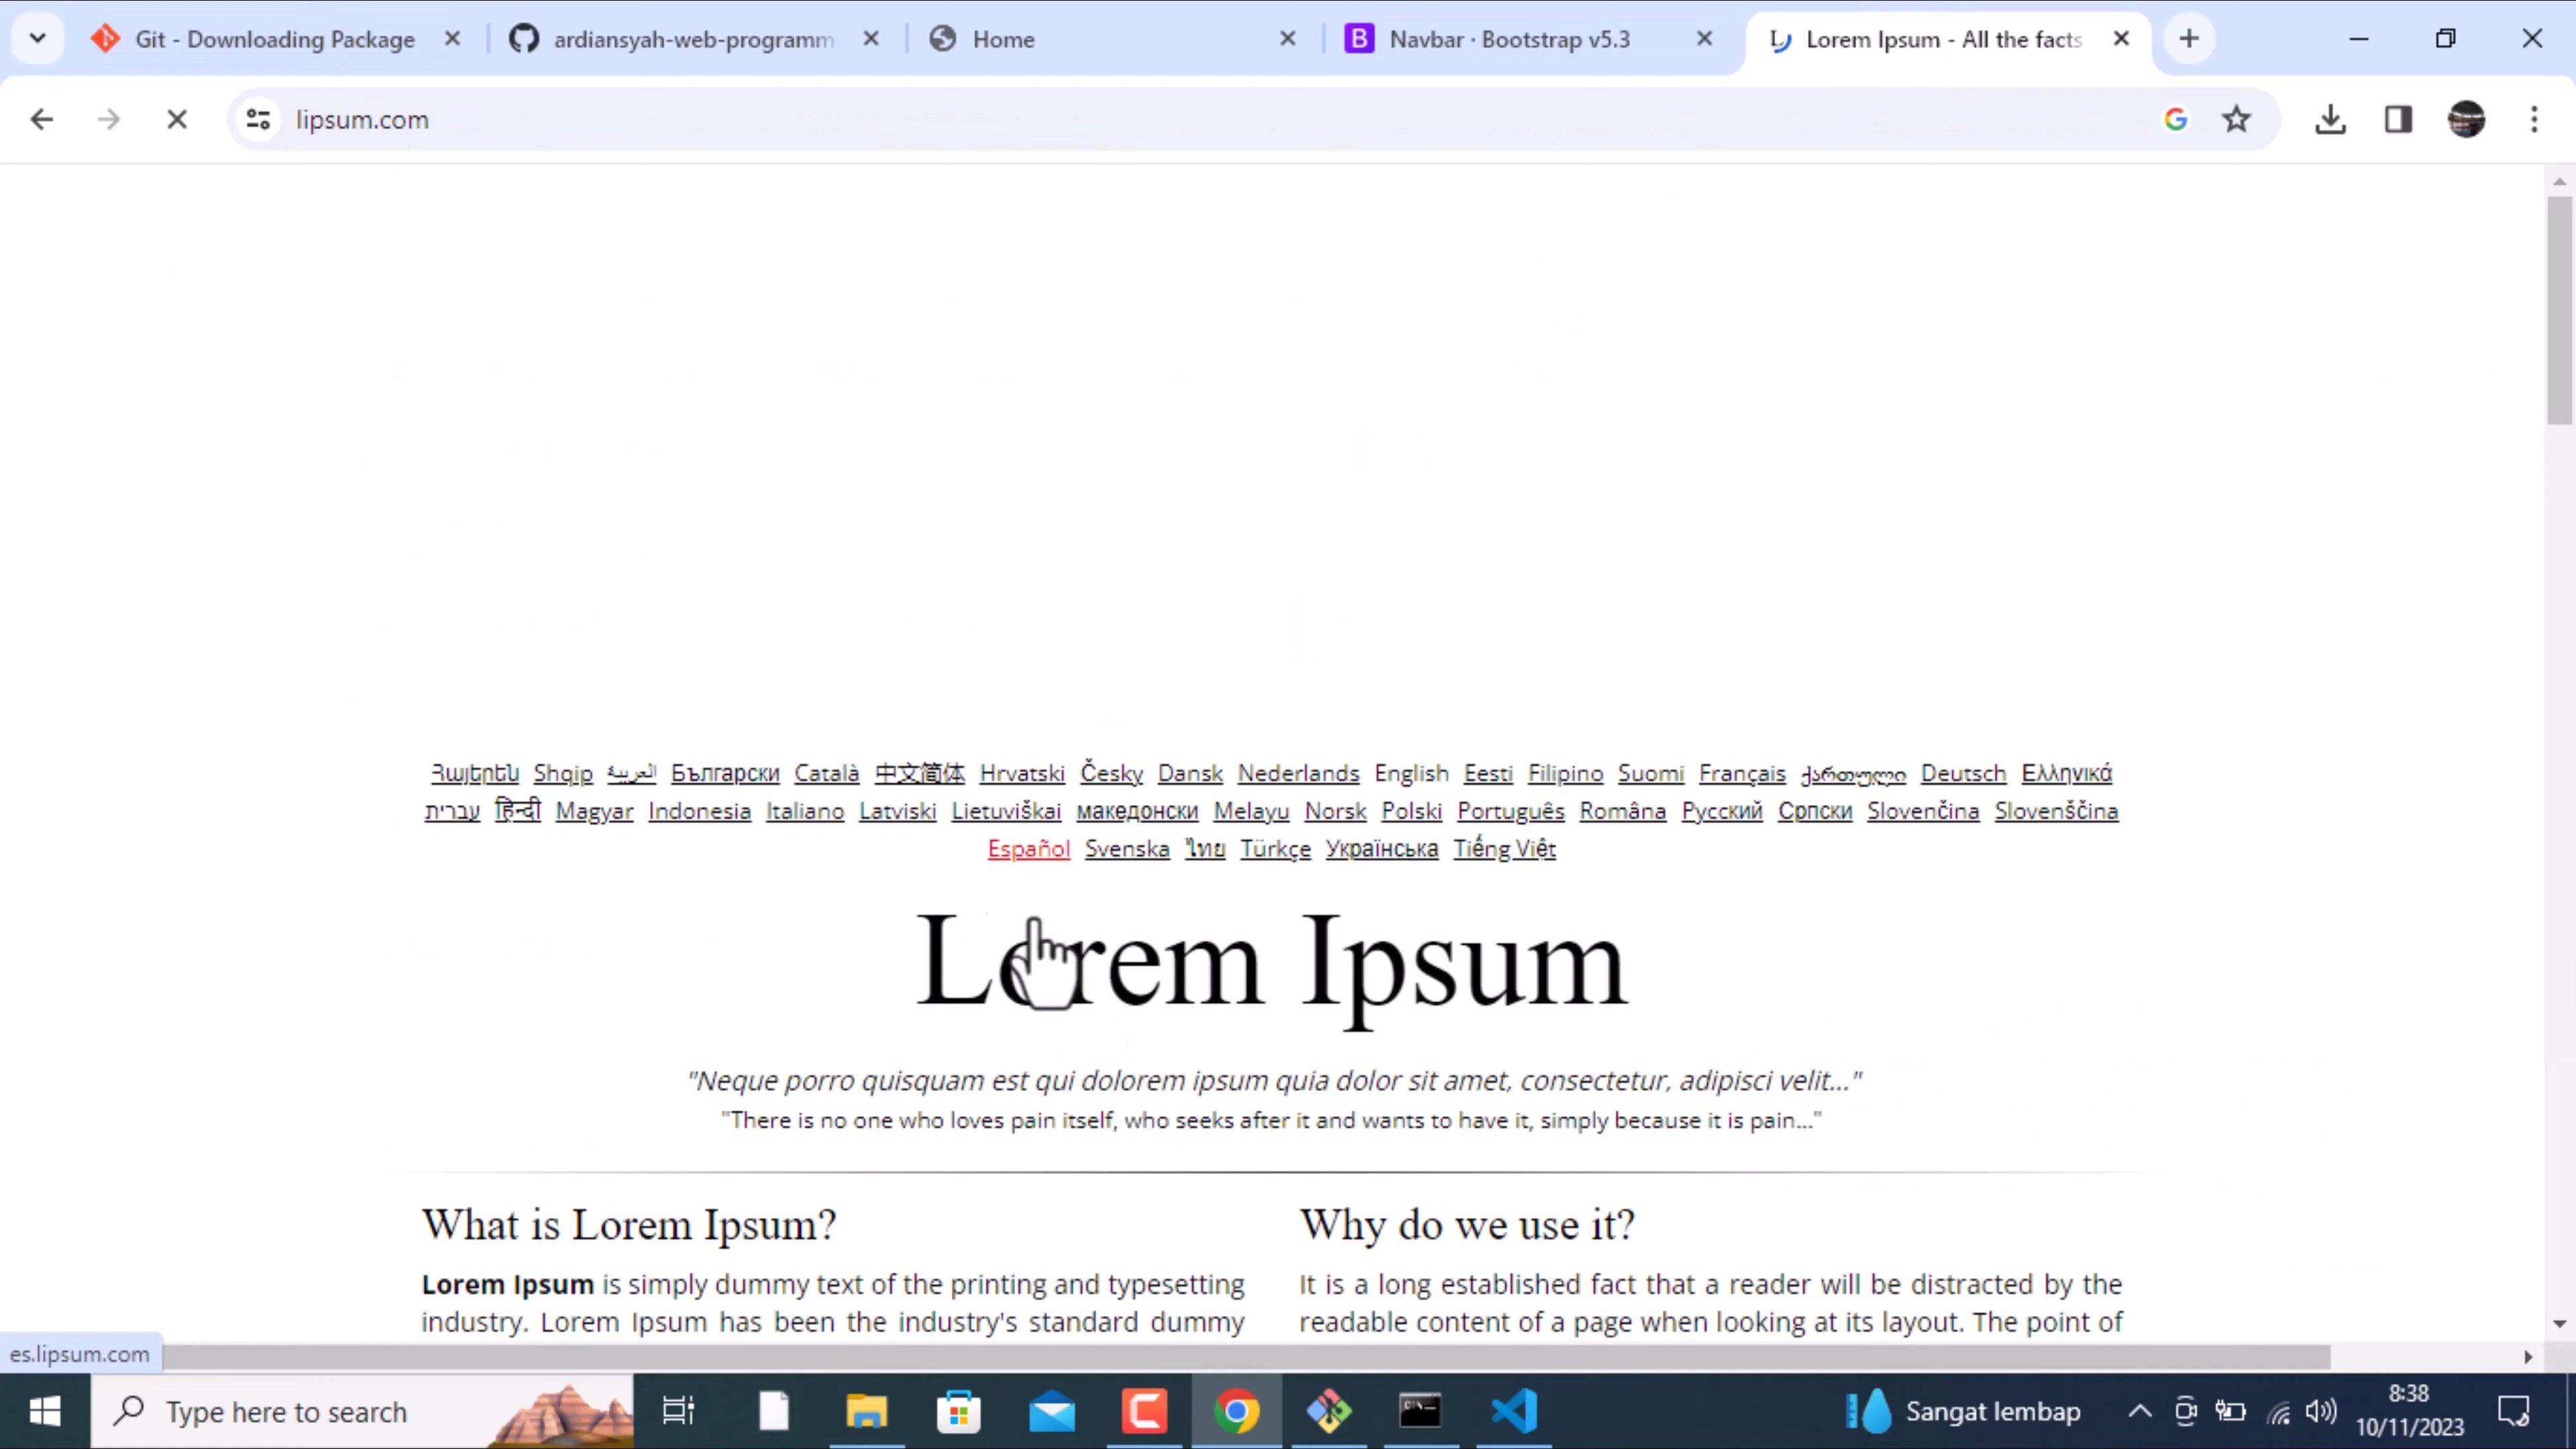 Git - Downloading Package
ardiansyah-web-programm
Home
B Navbar · Bootstrap v5.3
Lorem Ipsum - All the facts
lipsum.com
Հայերեն Shqip العربية Български Català 中文简体 Hrvatski Česky Dansk Nederlands English Eesti Filipino Suomi Français ქართული Deutsch Ελληνικά
עברית हिन्दी Magyar Indonesia Italiano Latviski Lietuviškai македонски Melayu Norsk Polski Português Româna Pyccкий Српски Slovenčina Slovenščina
Español Svenska ไทย Türkçe Українська Tiếng Việt
Lorem Ipsum
"Neque porro quisquam est qui dolorem ipsum quia dolor sit amet, consectetur, adipisci velit..."
"There is no one who loves pain itself, who seeks after it and wants to have it, simply because it is pain..."
What is Lorem Ipsum?
Lorem Ipsum is simply dummy text of the printing and typesetting
industry. Lorem Ipsum has been the industry's standard dummy
Why do we use it?
It is a long established fact that a reader will be distracted by the
readable content of a page when looking at its layout. The point of
es.lipsum.com
Type here to search
Sangat lembap
8:38
10/11/2023